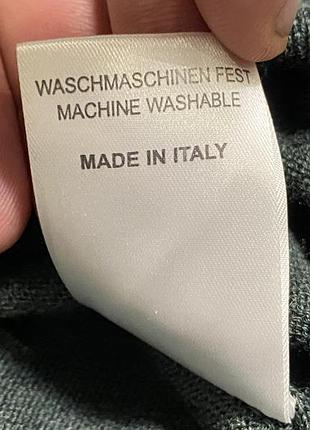 WASCHMASCHINEN FEST
MACHINE WASHABLE
MADE IN ITALY